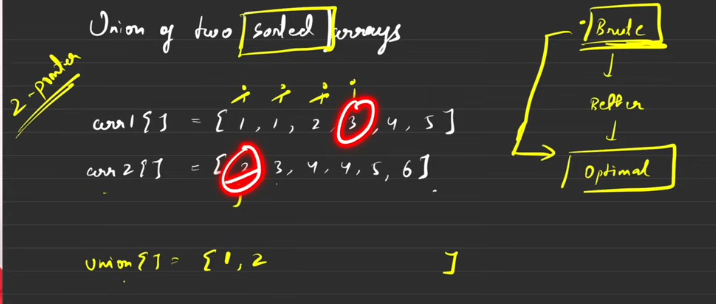 Union of two sorted arrays
2-pointer
i i i i
arr1[] = [ 1, 1, 2, 3, 4, 5 ]
arr2[] = [ 2, 3, 4, 4, 5, 6 ]
j
union[] = [ 1, 2 ]
Brute
↓
Better
↓
Optimal